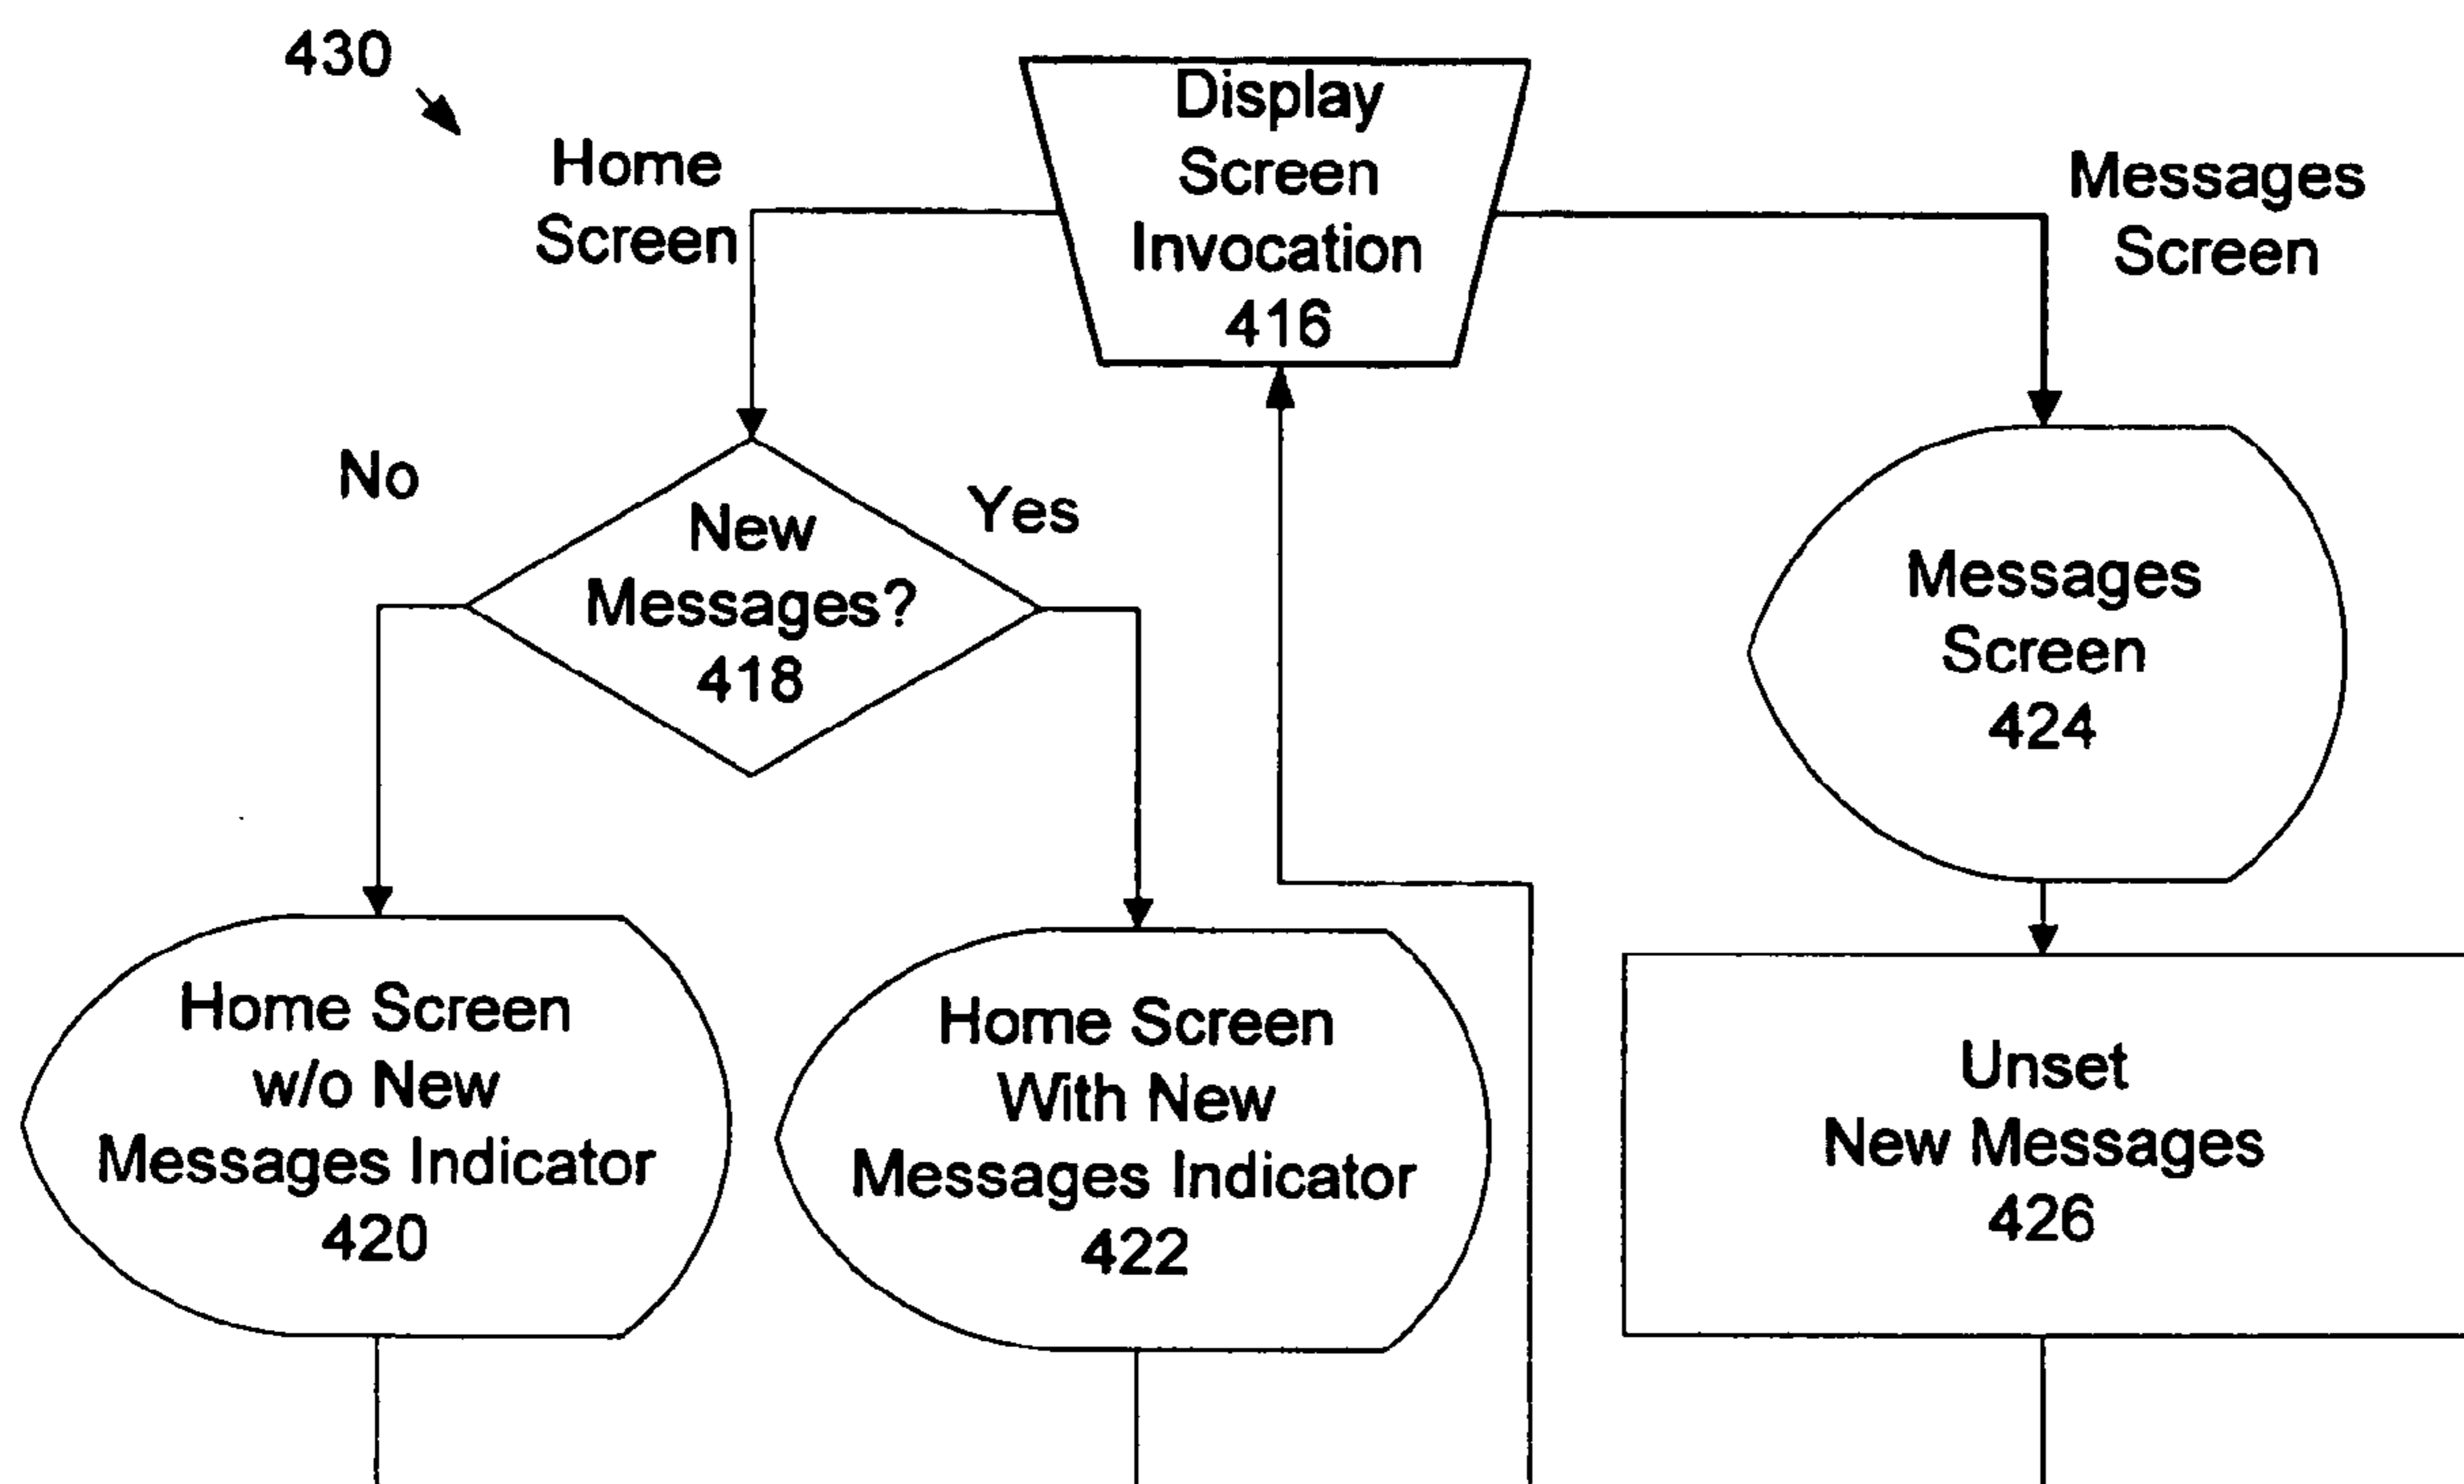 430
Display
Screen
Invocation
416
Home
Screen
Messages
Screen
No
New
Messages?
418
Yes
Messages
Screen
424
Home Screen
w/o New
Messages Indicator
420
Home Screen
With New
Messages Indicator
422
Unset
New Messages
426